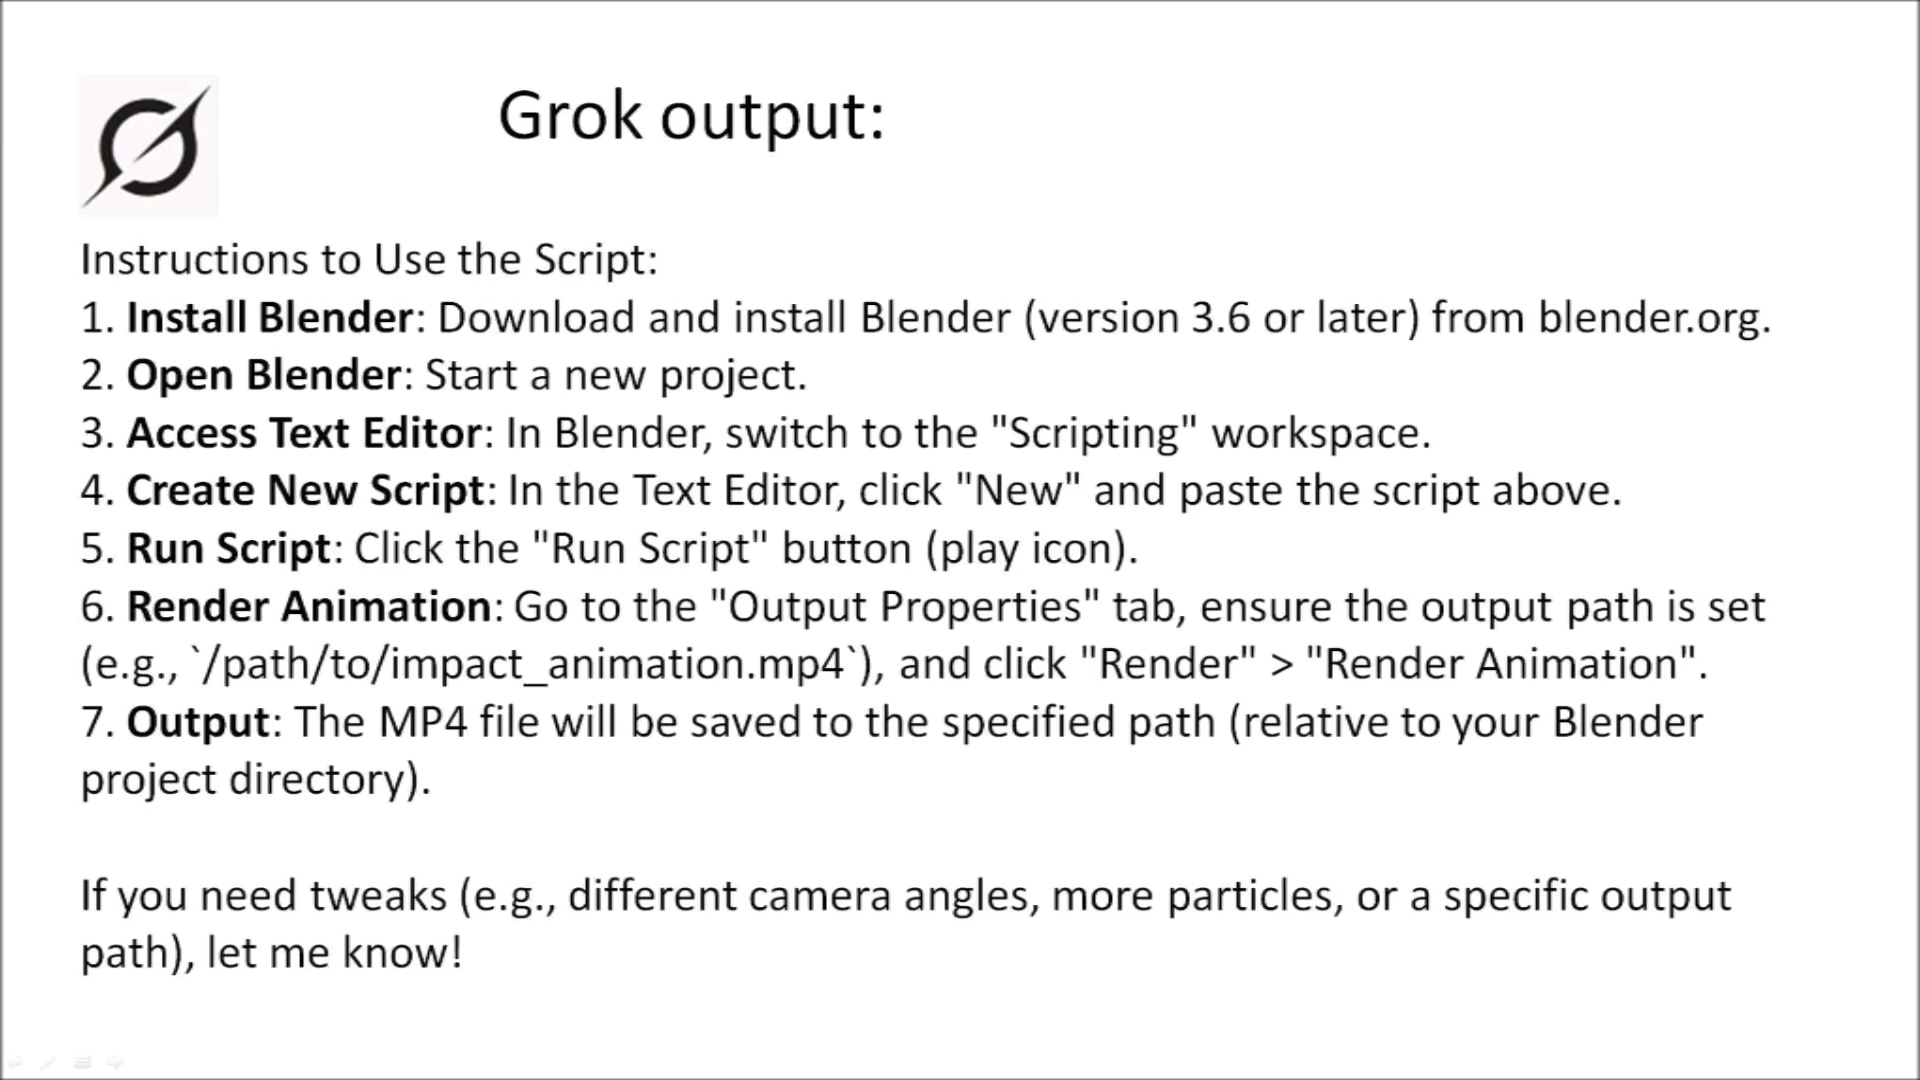 Grok output:
Instructions to Use the Script:
1. Install Blender: Download and install Blender (version 3.6 or later) from blender.org.
2. Open Blender: Start a new project.
3. Access Text Editor: In Blender, switch to the "Scripting" workspace.
4. Create New Script: In the Text Editor, click "New" and paste the script above.
5. Run Script: Click the "Run Script" button (play icon).
6. Render Animation: Go to the "Output Properties" tab, ensure the output path is set
(e.g., `/path/to/impact_animation.mp4`), and click "Render" > "Render Animation".
7. Output: The MP4 file will be saved to the specified path (relative to your Blender
project directory).
If you need tweaks (e.g., different camera angles, more particles, or a specific output
path), let me know!